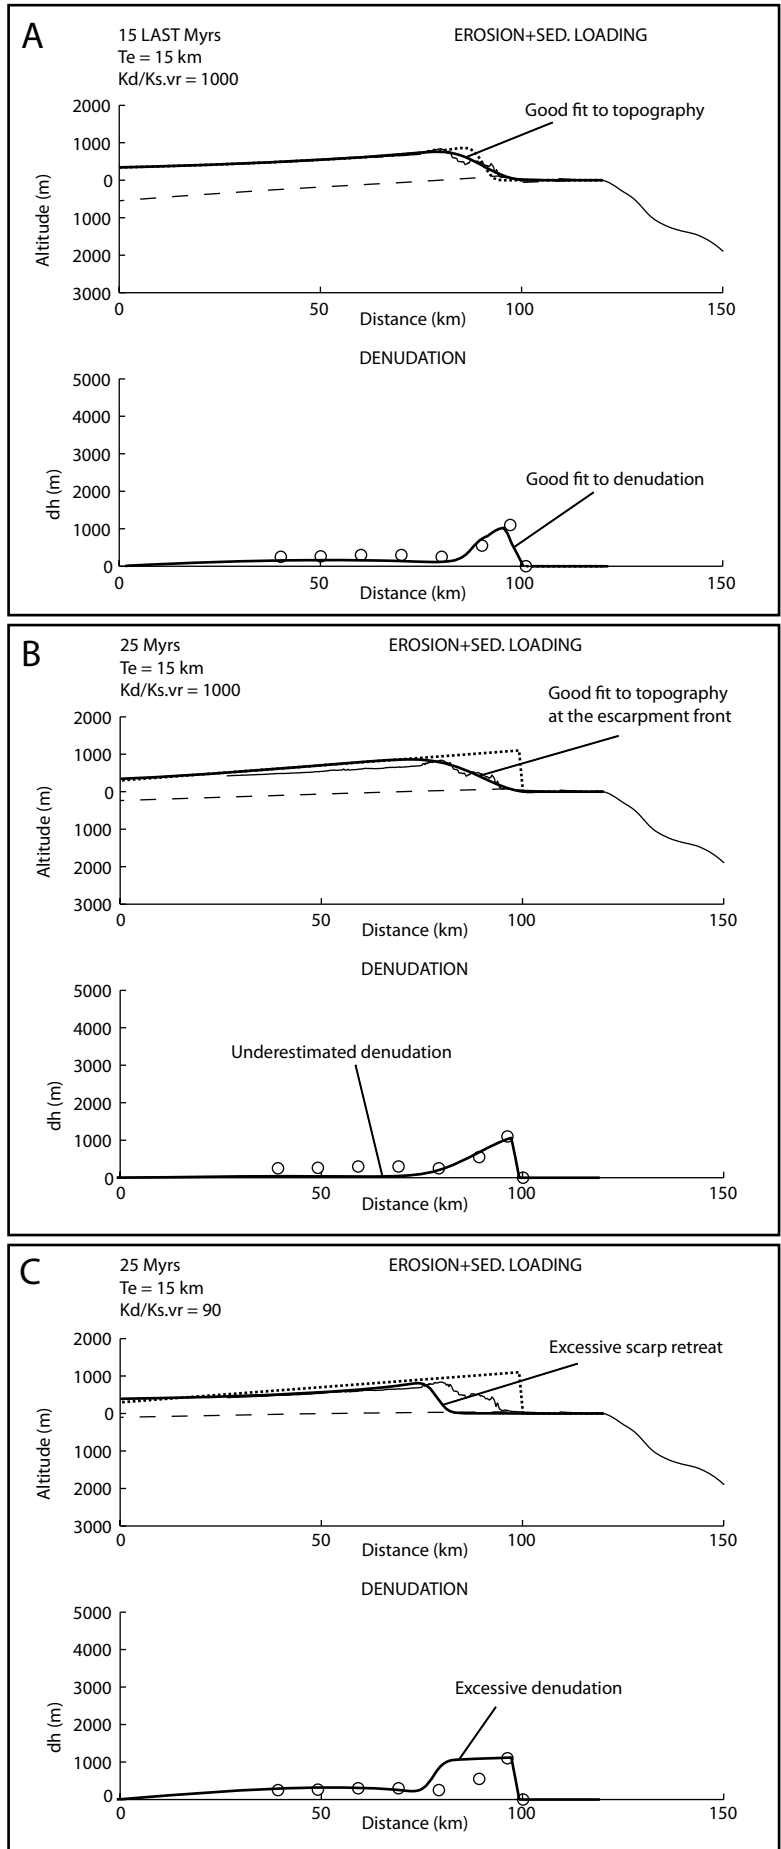 A
15 LAST Myrs
EROSION+SED. LOADING
Te = 15 km
Kd/Ks.vr = 1000
2000
Good fit to topography
1000
0
1000
2000
3000
Altitude (m)
0
50
100
150
Distance (km)
DENUDATION
5000
4000
3000
2000
Good fit to denudation
1000
0
dh (m)
0
50
100
150
Distance (km)
B
25 Myrs
EROSION+SED. LOADING
Te = 15 km
Kd/Ks.vr = 1000
Good fit to topography
at the escarpment front
2000
1000
0
1000
2000
3000
Altitude (m)
0
50
100
150
Distance (km)
DENUDATION
5000
4000
Underestimated denudation
3000
2000
1000
0
dh (m)
0
50
100
150
Distance (km)
C
25 Myrs
EROSION+SED. LOADING
Te = 15 km
Kd/Ks.vr = 90
2000
Excessive scarp retreat
1000
0
1000
2000
3000
Altitude (m)
0
50
100
150
Distance (km)
DENUDATION
5000
4000
3000
Excessive denudation
2000
1000
0
dh (m)
0
50
100
150
Distance (km)